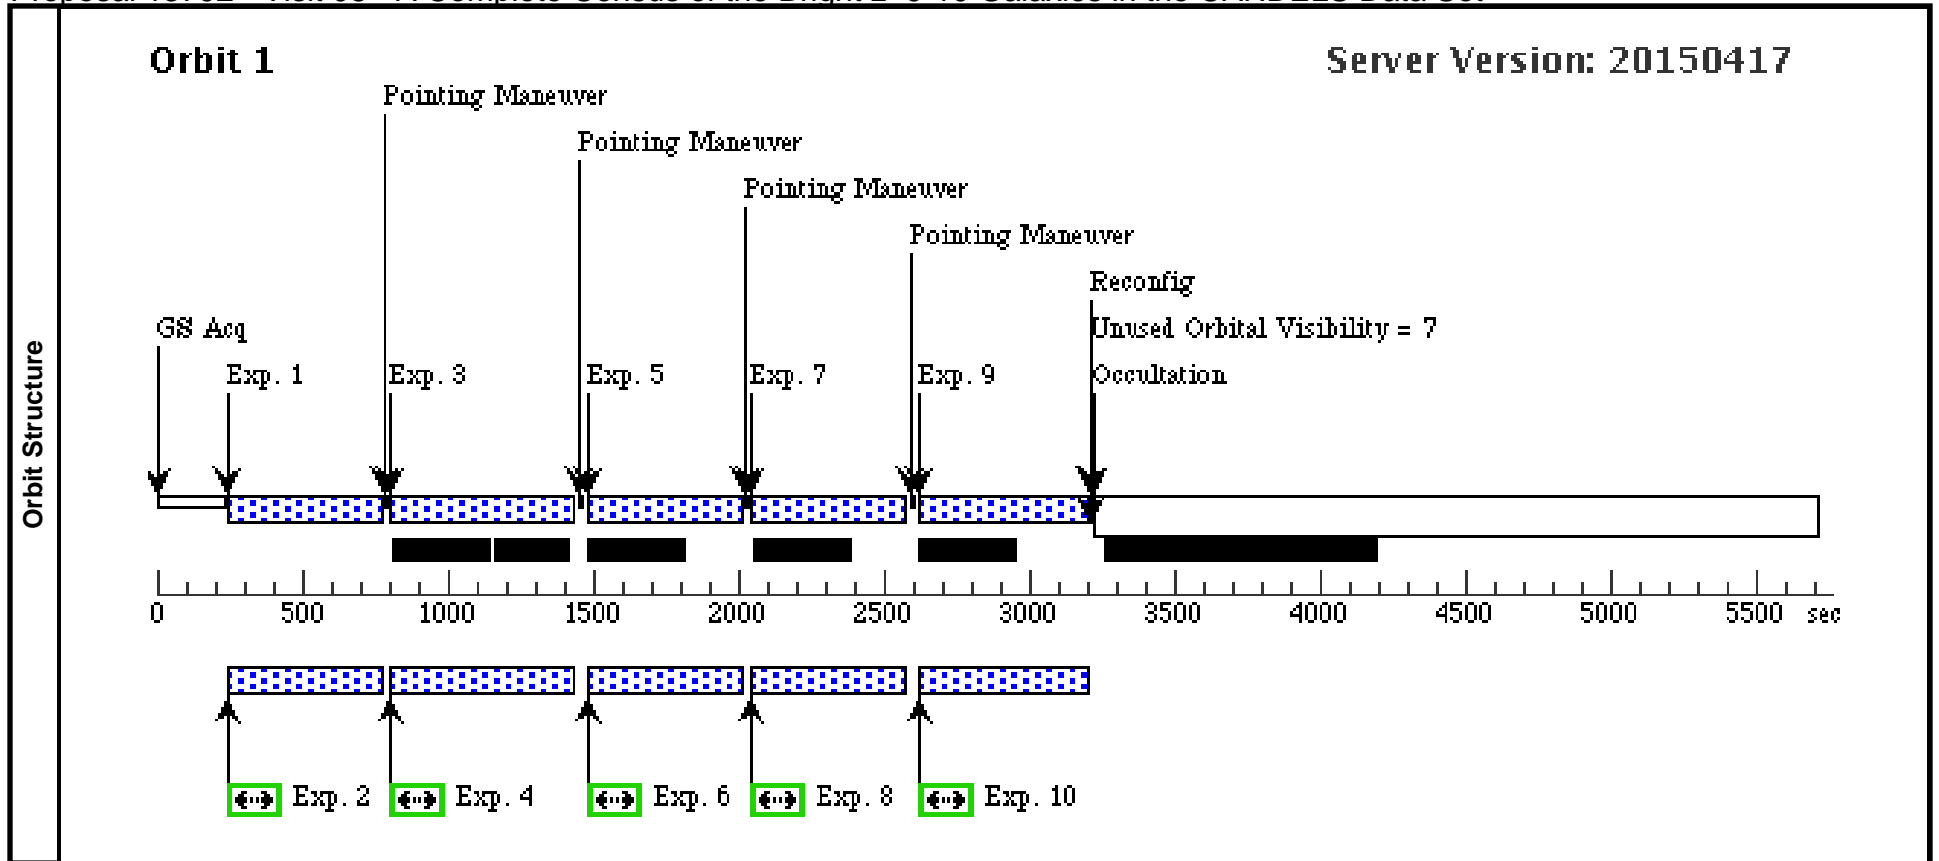 Orbit 1
Server Version: 20150417
Pointing Maneuver
Pointing Maneuver
Pointing Maneuver
Pointing Maneuver
Reconfig
GS Acq
Unused Orbital Visibility = 7
Exp. 1
Exp. 3
Exp. 5
Exp. 7
Exp. 9
Occultation
Orbit Structure
0 500 1000 1500 2000 2500 3000 3500 4000 4500 5000 5500 sec
Exp. 2
Exp. 4
Exp. 6
Exp. 8
Exp. 10